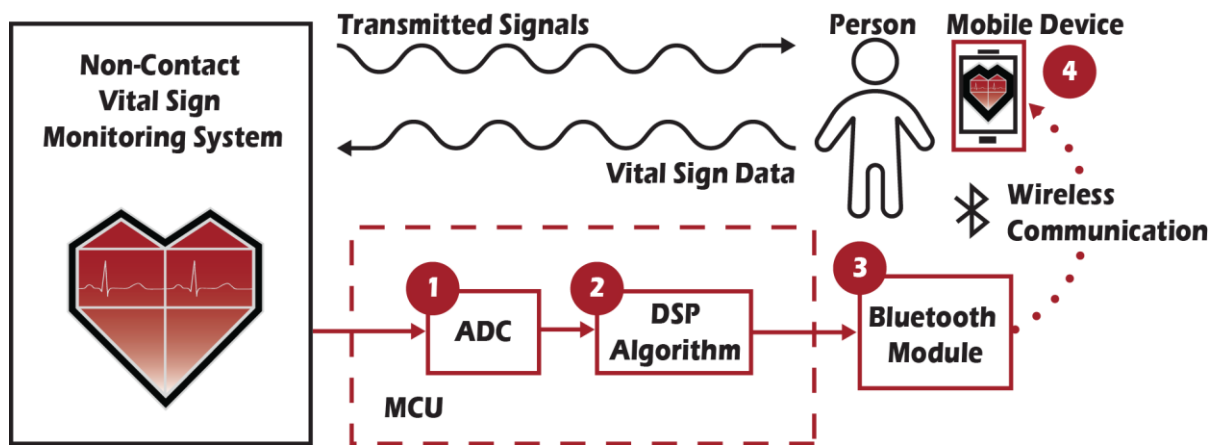 Non-Contact
Vital Sign
Monitoring System
Transmitted Signals
Vital Sign Data
Person
Mobile Device
4
Wireless
Communication
1
ADC
2
DSP
Algorithm
MCU
3
Bluetooth
Module